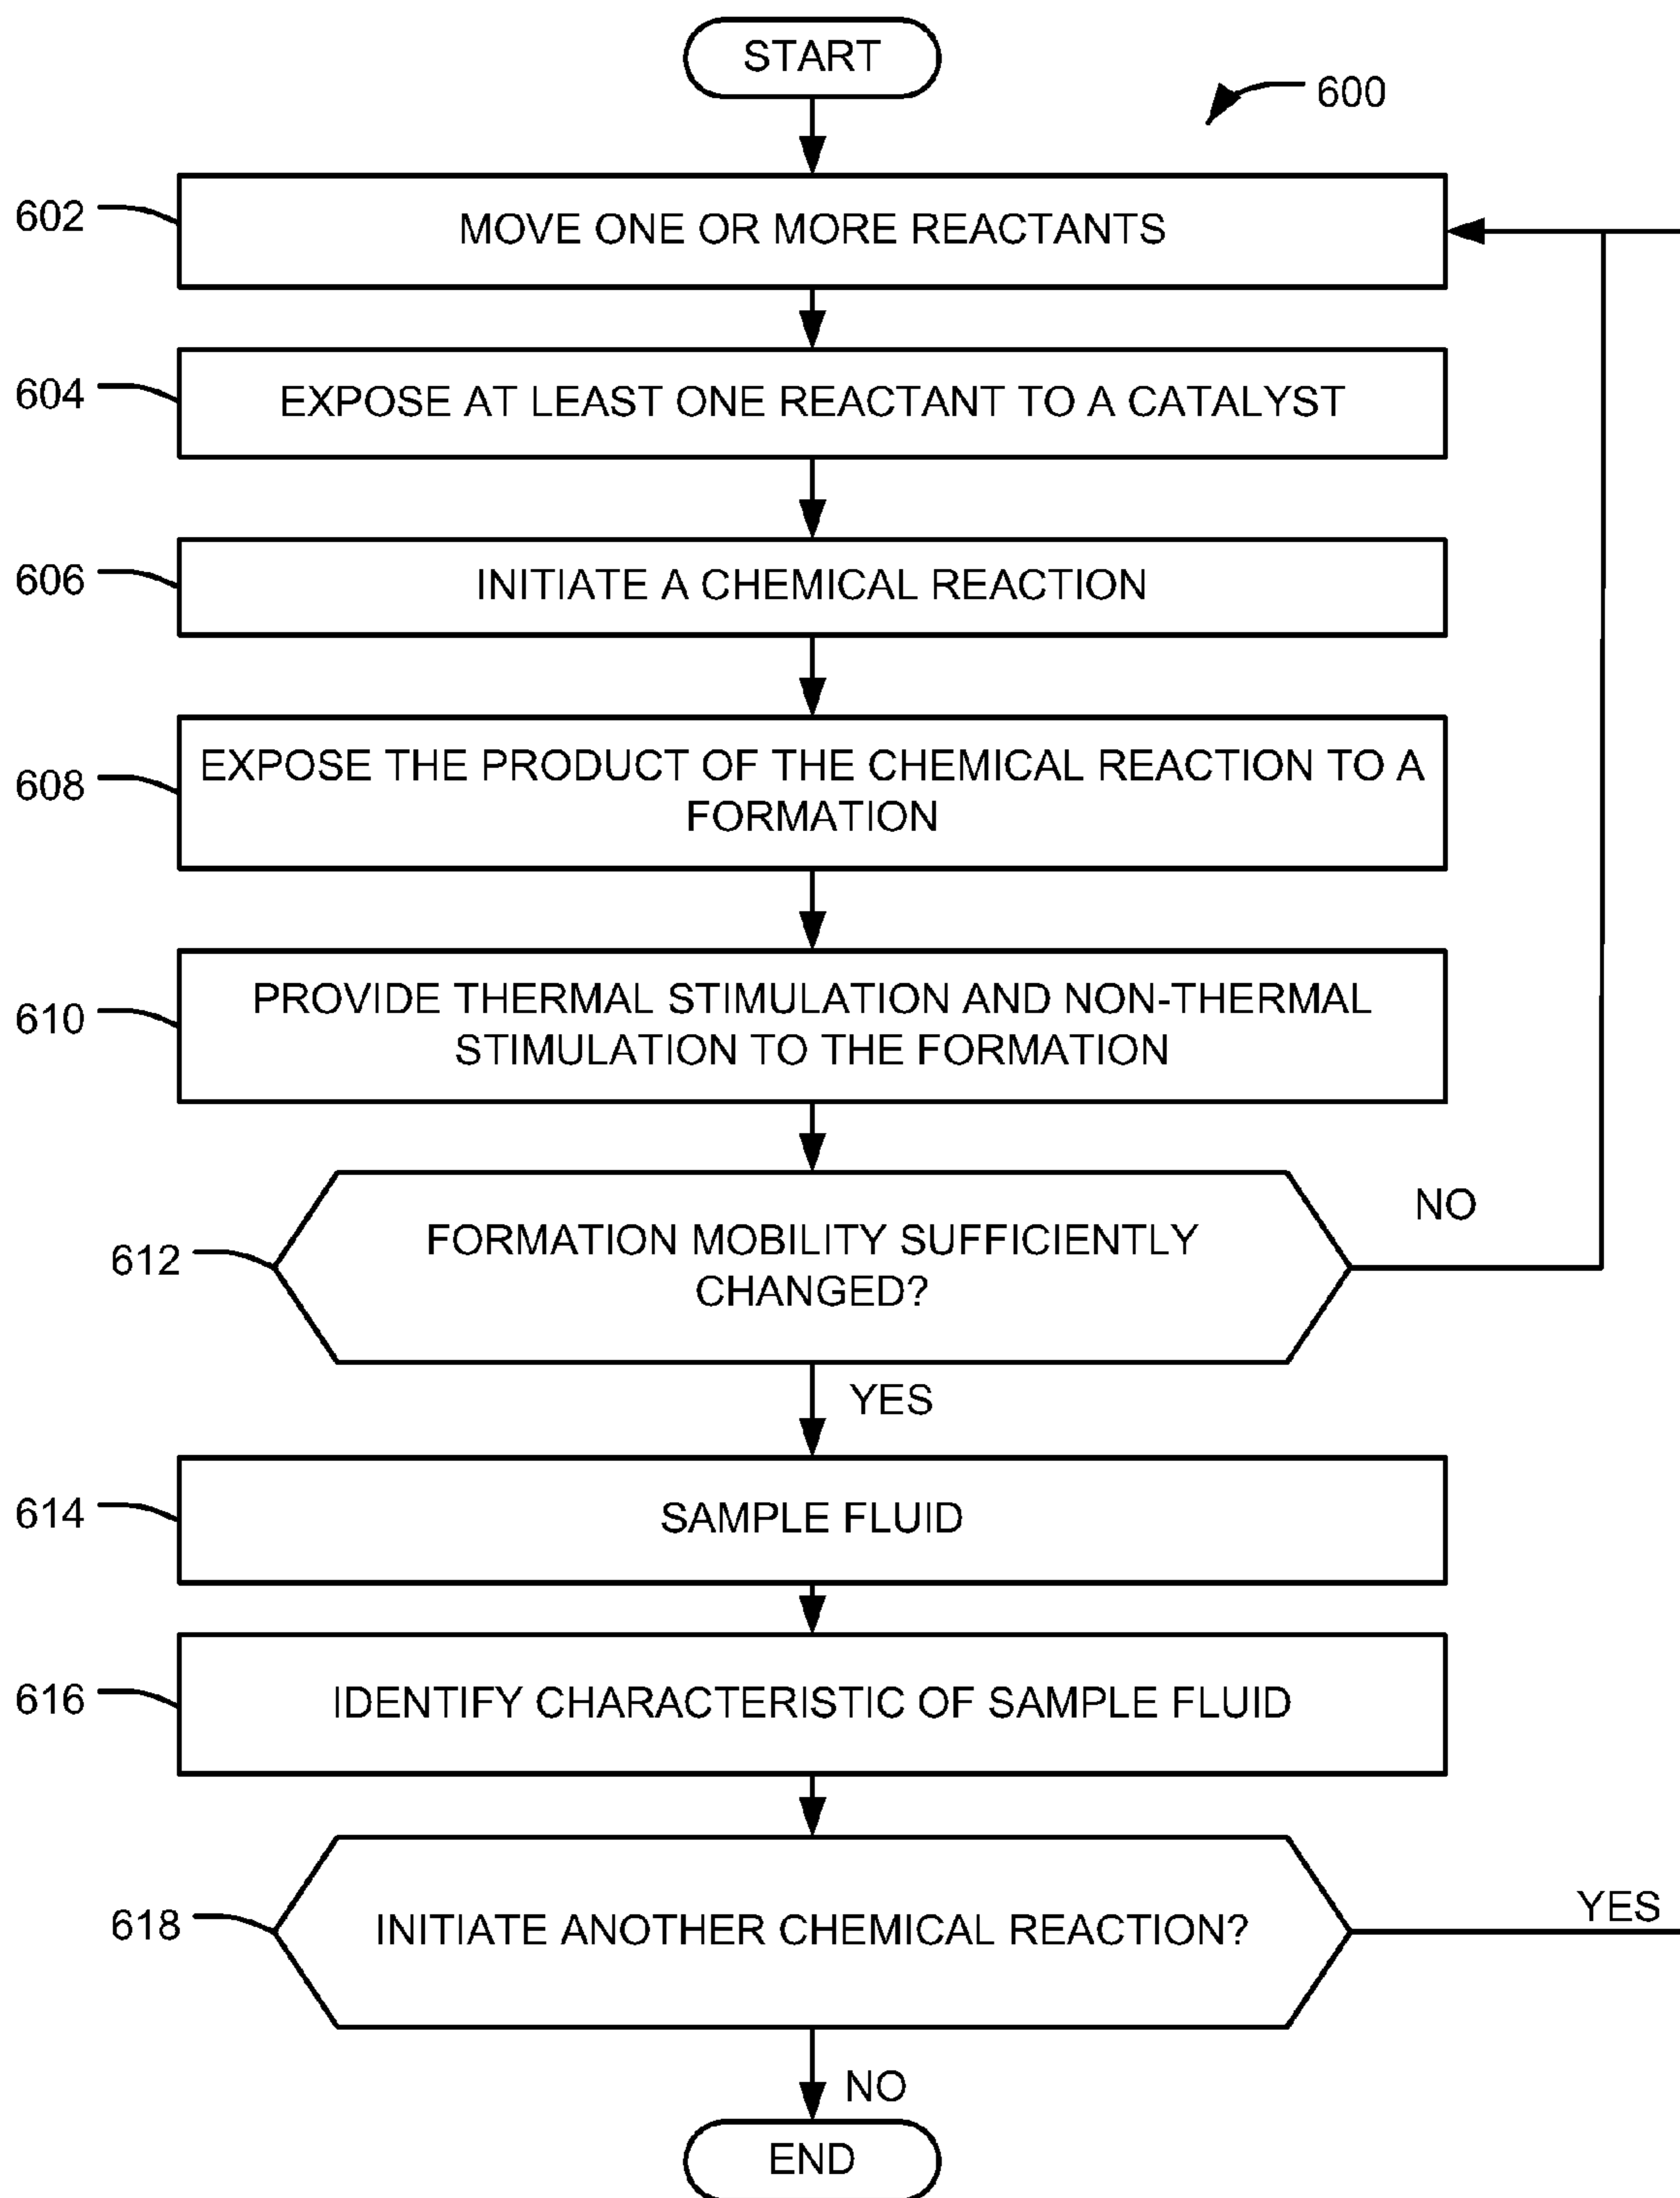 START
600
602
MOVE ONE OR MORE REACTANTS
604
EXPOSE AT LEAST ONE REACTANT TO A CATALYST
606
INITIATE A CHEMICAL REACTION
608
EXPOSE THE PRODUCT OF THE CHEMICAL REACTION TO A
FORMATION
610
PROVIDE THERMAL STIMULATION AND NON-THERMAL
STIMULATION TO THE FORMATION
612
FORMATION MOBILITY SUFFICIENTLY
CHANGED?
NO
YES
614
SAMPLE FLUID
616
IDENTIFY CHARACTERISTIC OF SAMPLE FLUID
618
INITIATE ANOTHER CHEMICAL REACTION?
YES
NO
END